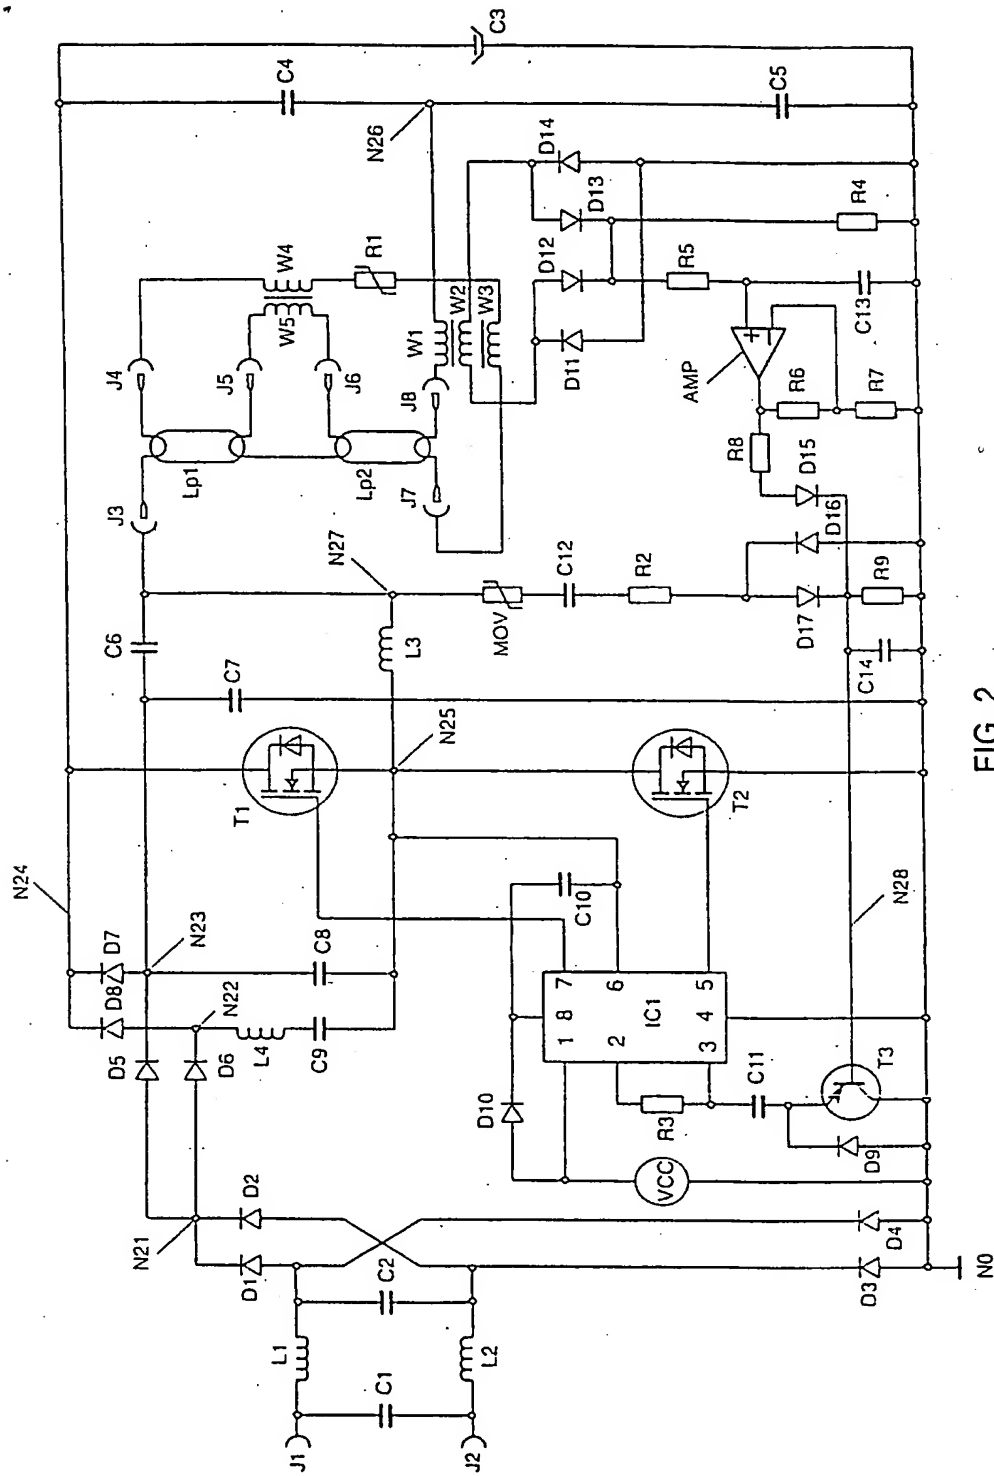 C3
C4
C5
N26
D14
D13
D12
D11
R4
R5
C13
W4
R1
W5
W1
W2
W3
J4
J5
J6
J8
AMP
R6
R7
R8
D15
D16
Lp1
Lp2
J7
J3
N27
C12
R2
MOV
D17
R9
C14
C6
L3
C7
N25
T1
T2
N24
N28
N23
C10
D7
C8
D8
N22
7 6 5
8 IC1 4
1 2 3
D5
D6
L4
C9
T3
D10
C11
R3
D9
VCC
D2
N21
D1
D4
D3
N0
C2
L1
L2
C1
J1
J2
FIG 2